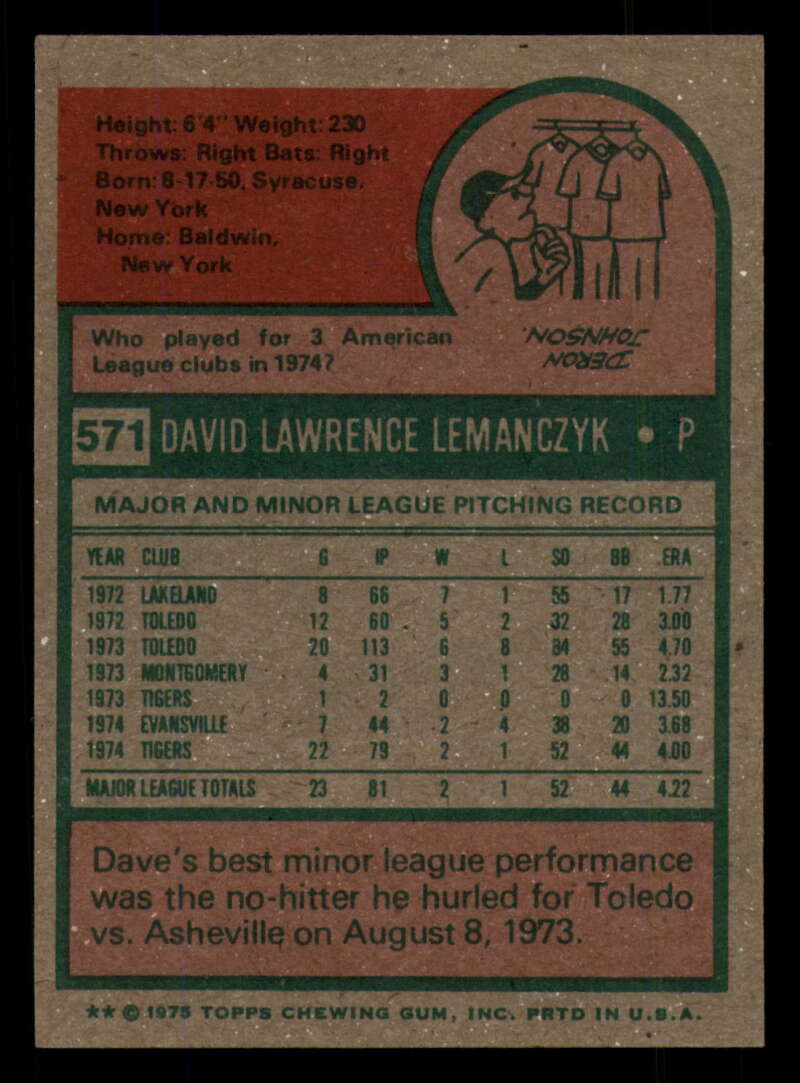 Height: 6'4" Weight: 230
Throws: Right Bats: Right
Born: 8-17-50, Syracuse,
New York
Home: Baldwin,
New York
Who played for 3 American
League clubs in 1974?
DERON
JOHNSON.
571 DAVID LAWRENCE LEMANCZYK • P
MAJOR AND MINOR LEAGUE PITCHING RECORD
YEAR CLUB G IP W L SO BB ERA
1972 LAKELAND 8 66 7 1 55 17 1.77
1972 TOLEDO 12 60 5 2 32 28 3.00
1973 TOLEDO 20 113 6 8 84 55 4.70
1973 MONTGOMERY 4 31 3 1 28 14 2.32
1973 TIGERS 1 2 0 0 0 0 13.50
1974 EVANSVILLE 7 44 2 4 38 20 3.68
1974 TIGERS 22 79 2 1 52 44 4.00
MAJOR LEAGUE TOTALS 23 81 2 1 52 44 4.22
Dave's best minor league performance
was the no-hitter he hurled for Toledo
vs. Asheville on August 8, 1973.
** © 1975 TOPPS CHEWING GUM, INC. PRTD IN U.S.A.